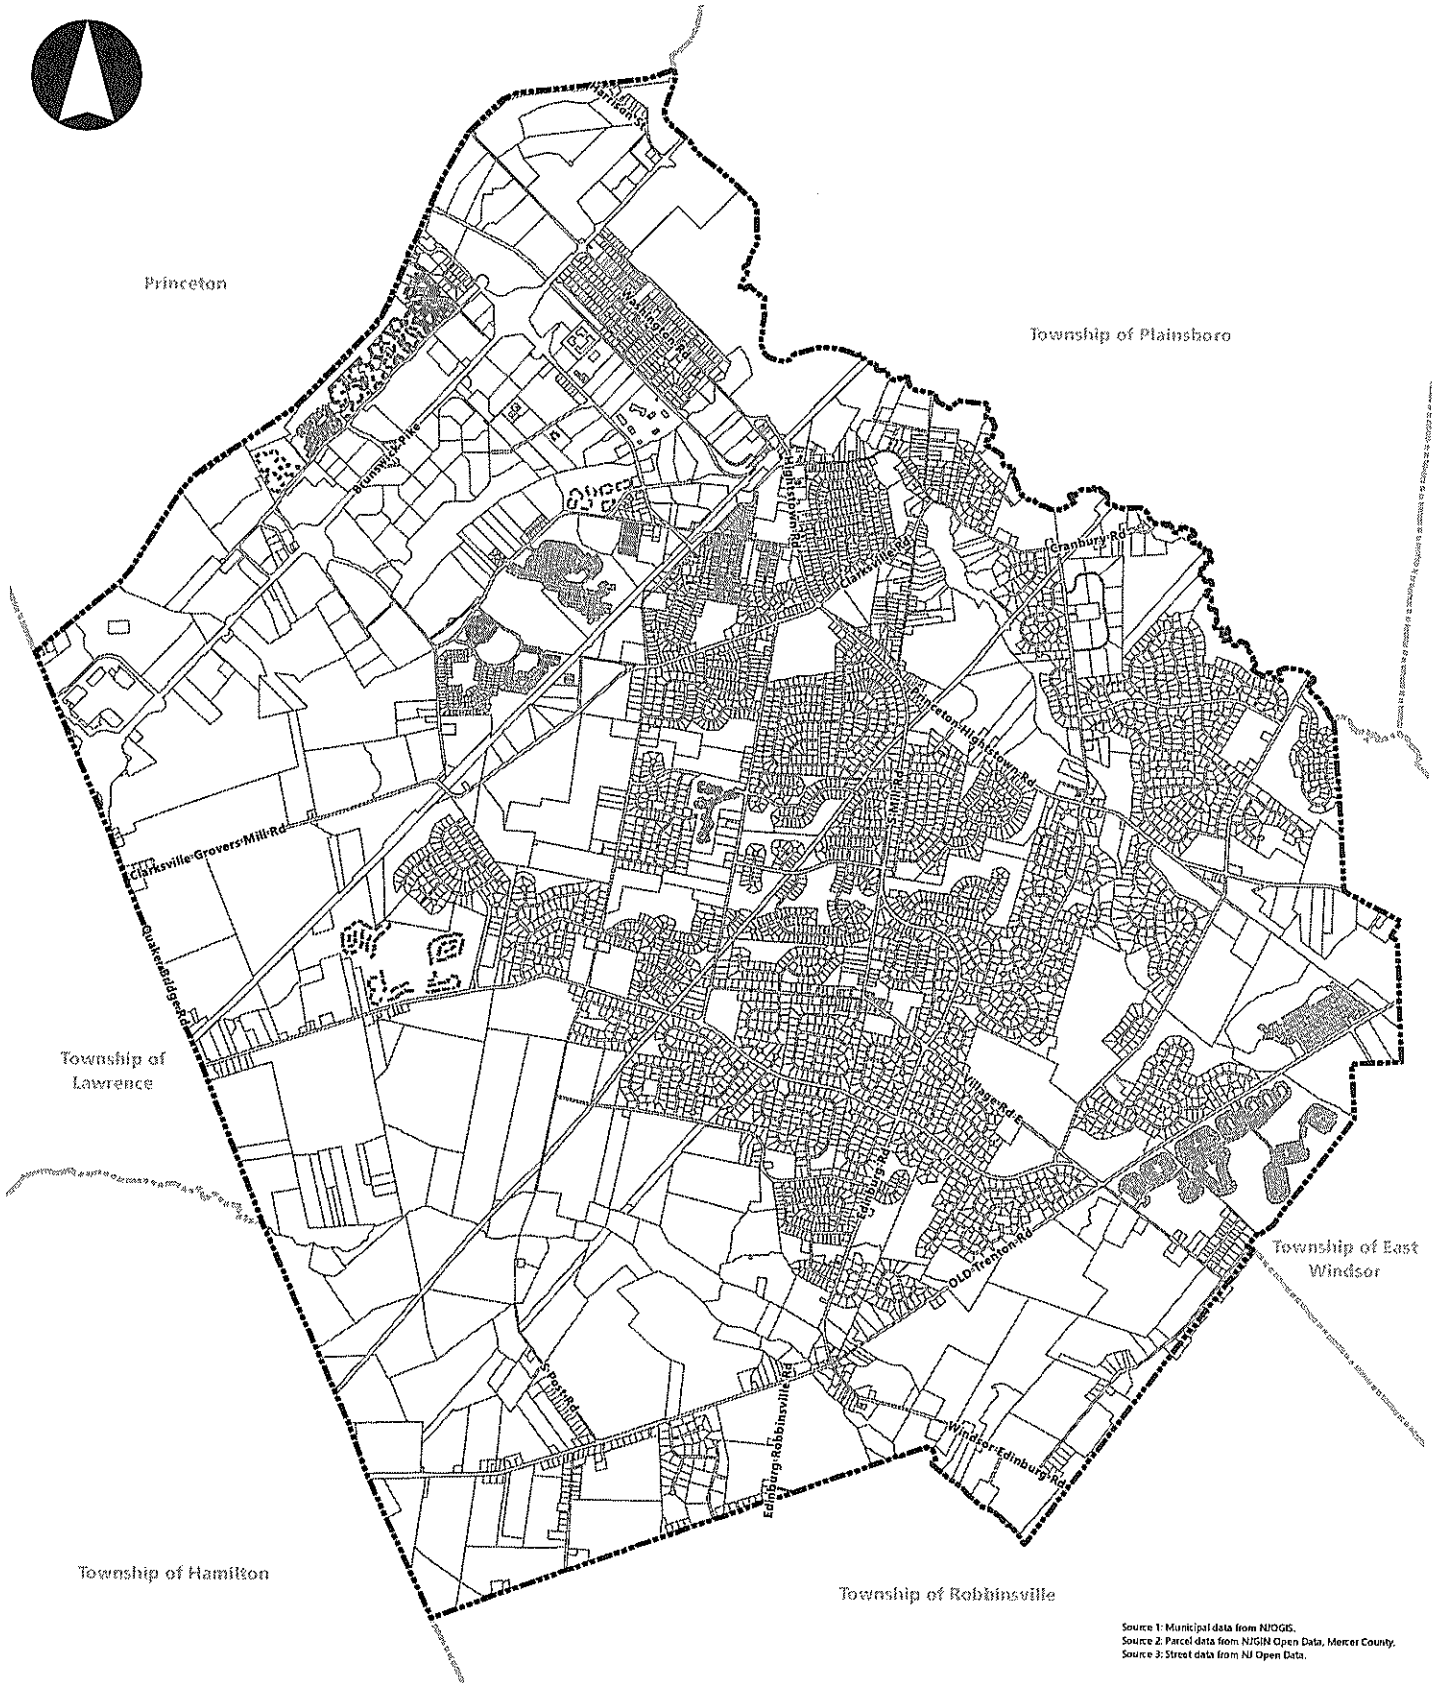 Harrison St
Princeton
Washington Rd
Township of Plainsboro
Brunswick Pike
Hightstown Rd
Clarksville Rd
Cranbury Rd
Princeton Hightstown Rd
S Mill Rd
Clarksville Grovers Mill Rd
Quaker Bridge Rd
Township of
Lawrence
Village Rd E
Edinburg Rd
OLD Trenton Rd
Township of East
Windsor
S Post Rd
Edinburg Robbinsville Rd
Windsor Edinburg Rd
Township of Hamilton
Township of Robbinsville
Source 1: Municipal data from NJOGIS.
Source 2: Parcel data from NJGIN Open Data, Mercer County.
Source 3: Street data from NJ Open Data.